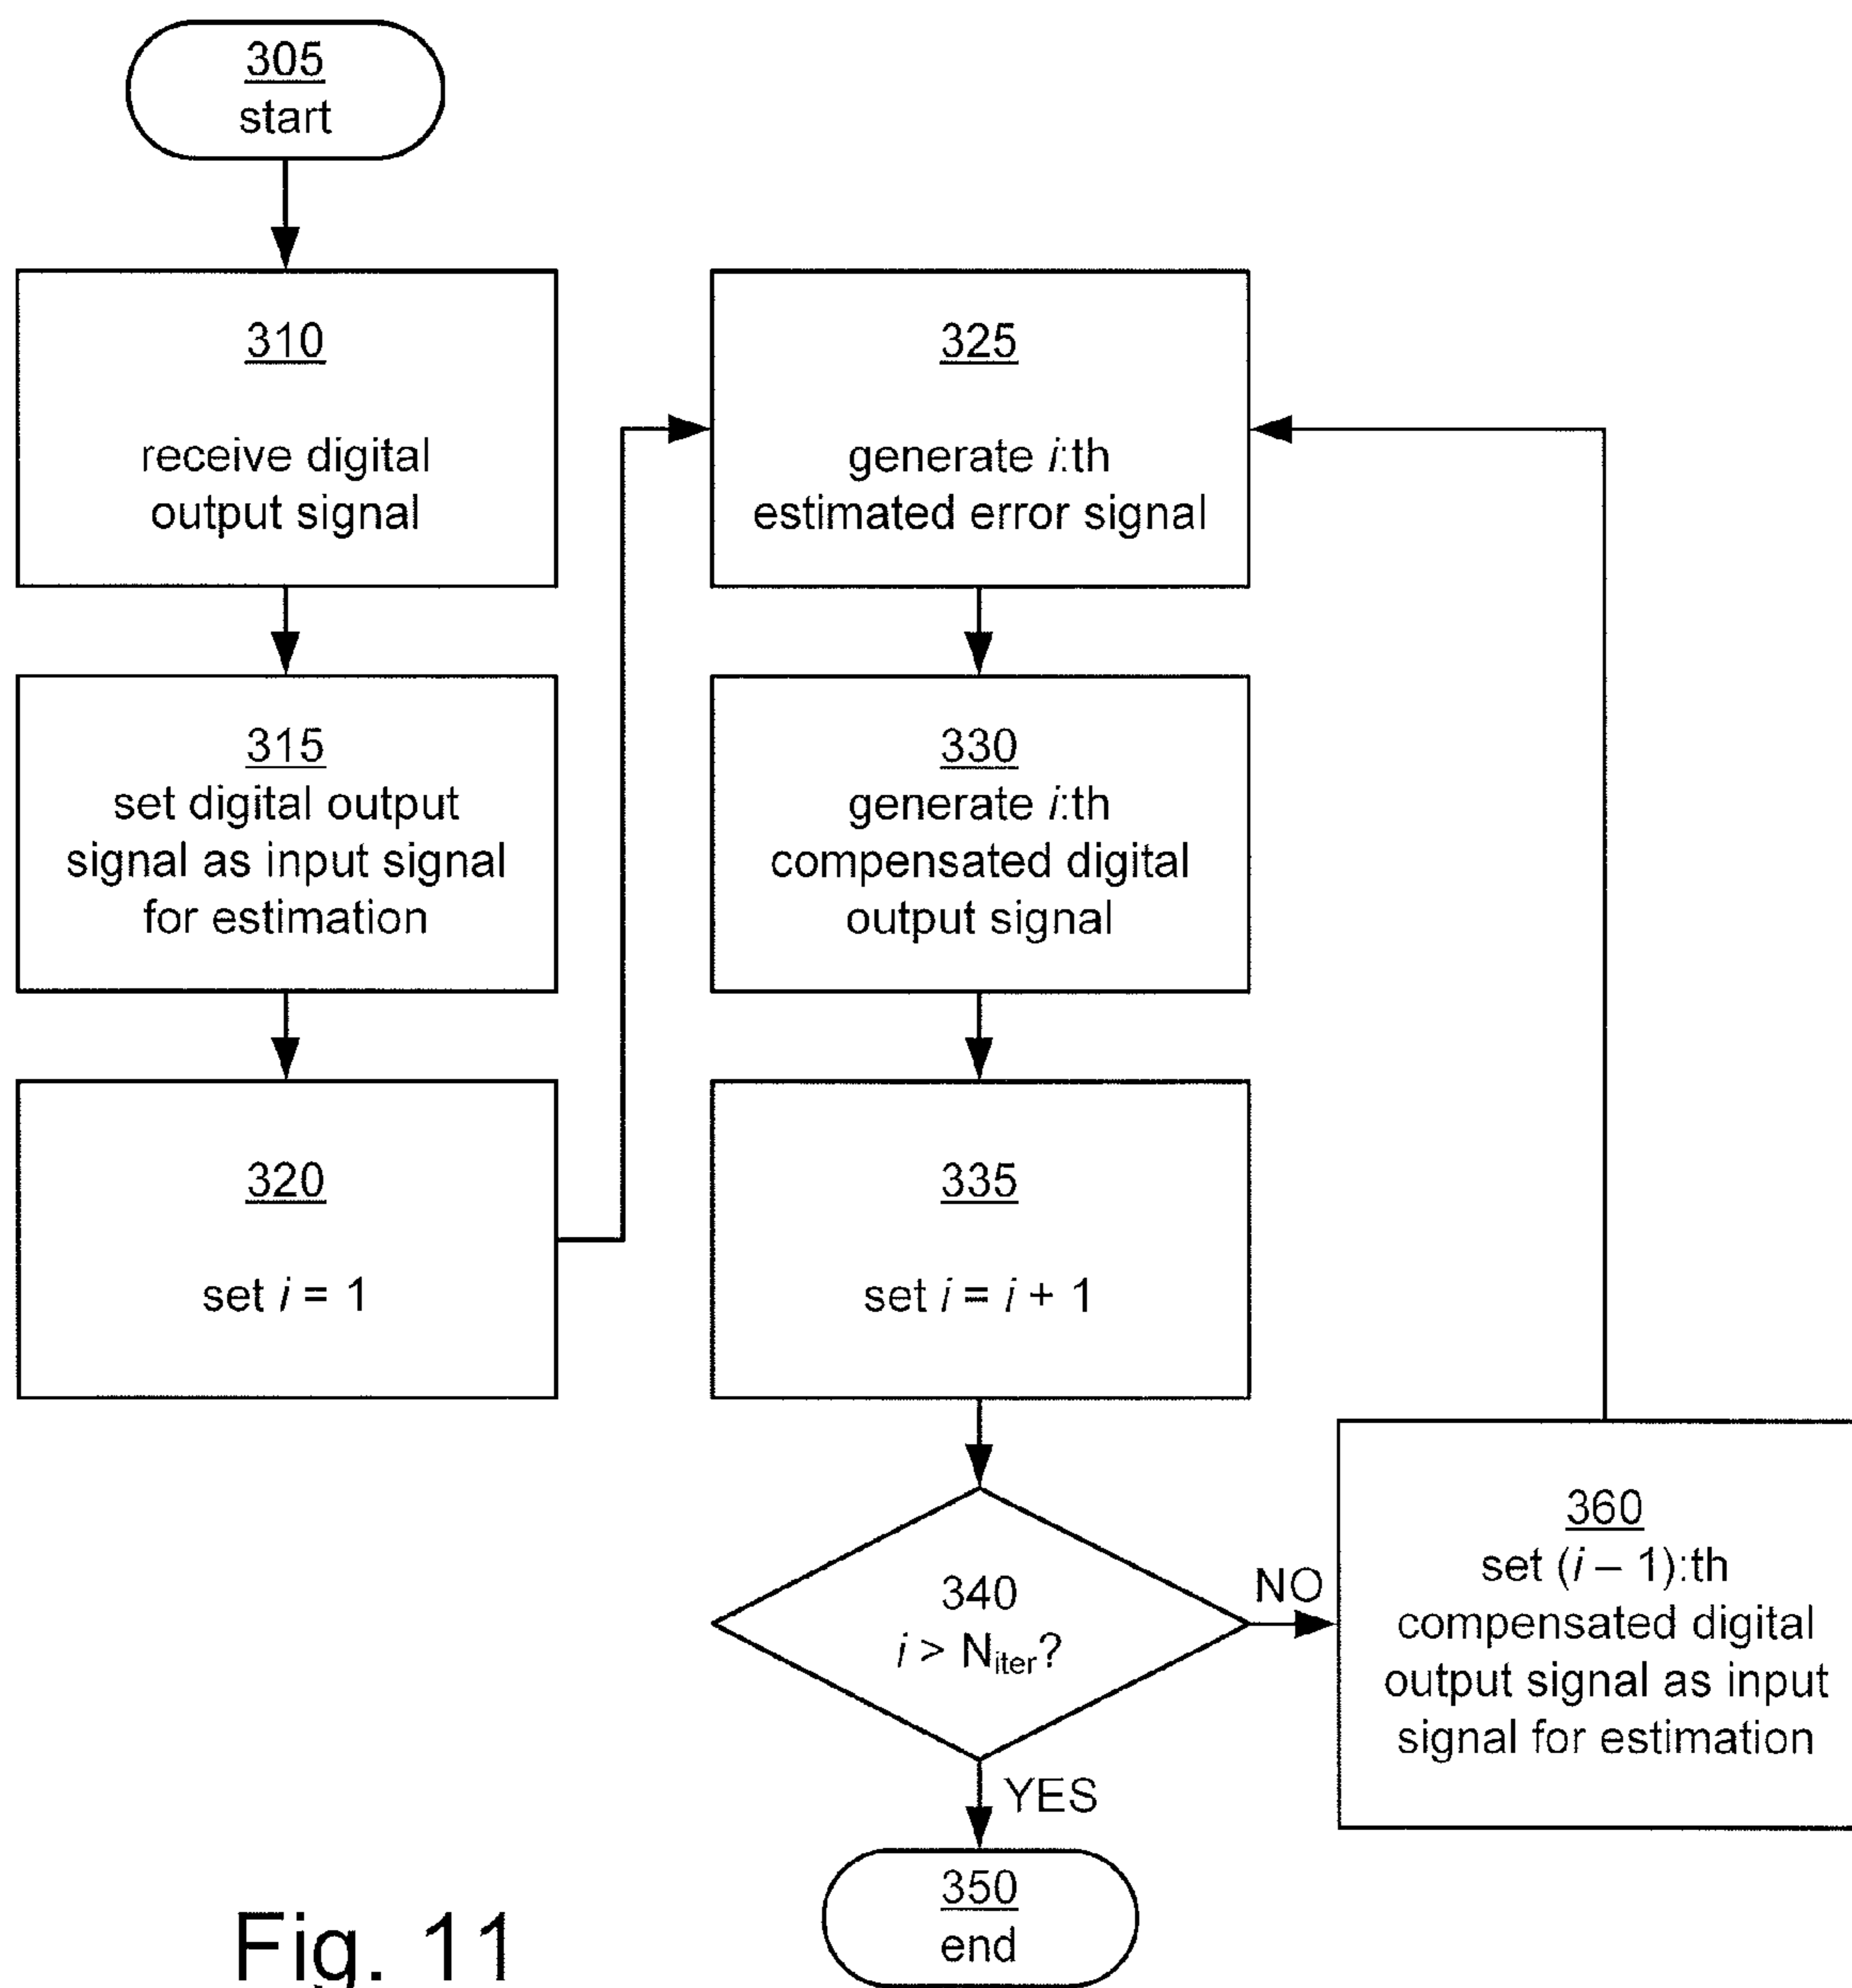 305
start
310
receive digital
output signal
315
set digital output
signal as input signal
for estimation
320
set i = 1
325
generate i:th
estimated error signal
330
generate i:th
compensated digital
output signal
335
set i = i + 1
340
i > Niter?
NO
YES
360
set (i – 1):th
compensated digital
output signal as input
signal for estimation
350
end
Fig. 11